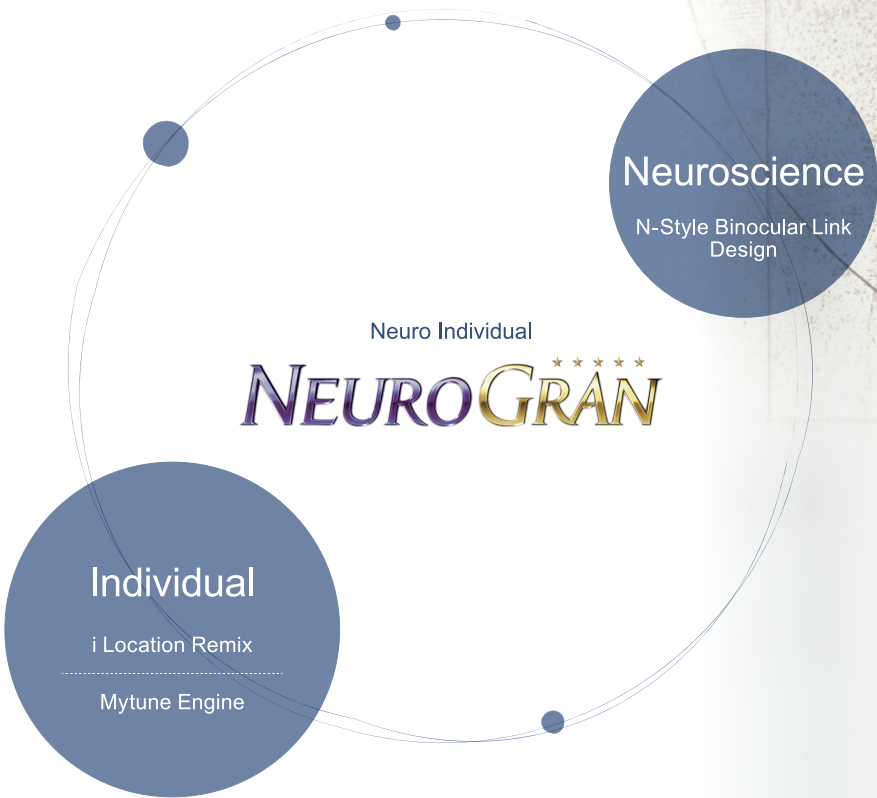 Neuroscience
N-Style Binocular Link
Design
Neuro Individual
NEUROGRAN
Individual
i Location Remix
Mytune Engine